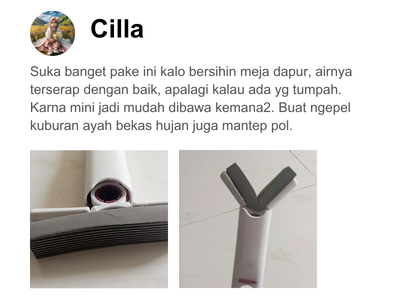 Cilla
Suka banget pake ini kalo bersihin meja dapur, airnya
terserap dengan baik, apalagi kalau ada yg tumpah.
Karna mini jadi mudah dibawa kemana2. Buat ngepel
kuburan ayah bekas hujan juga mantep pol.